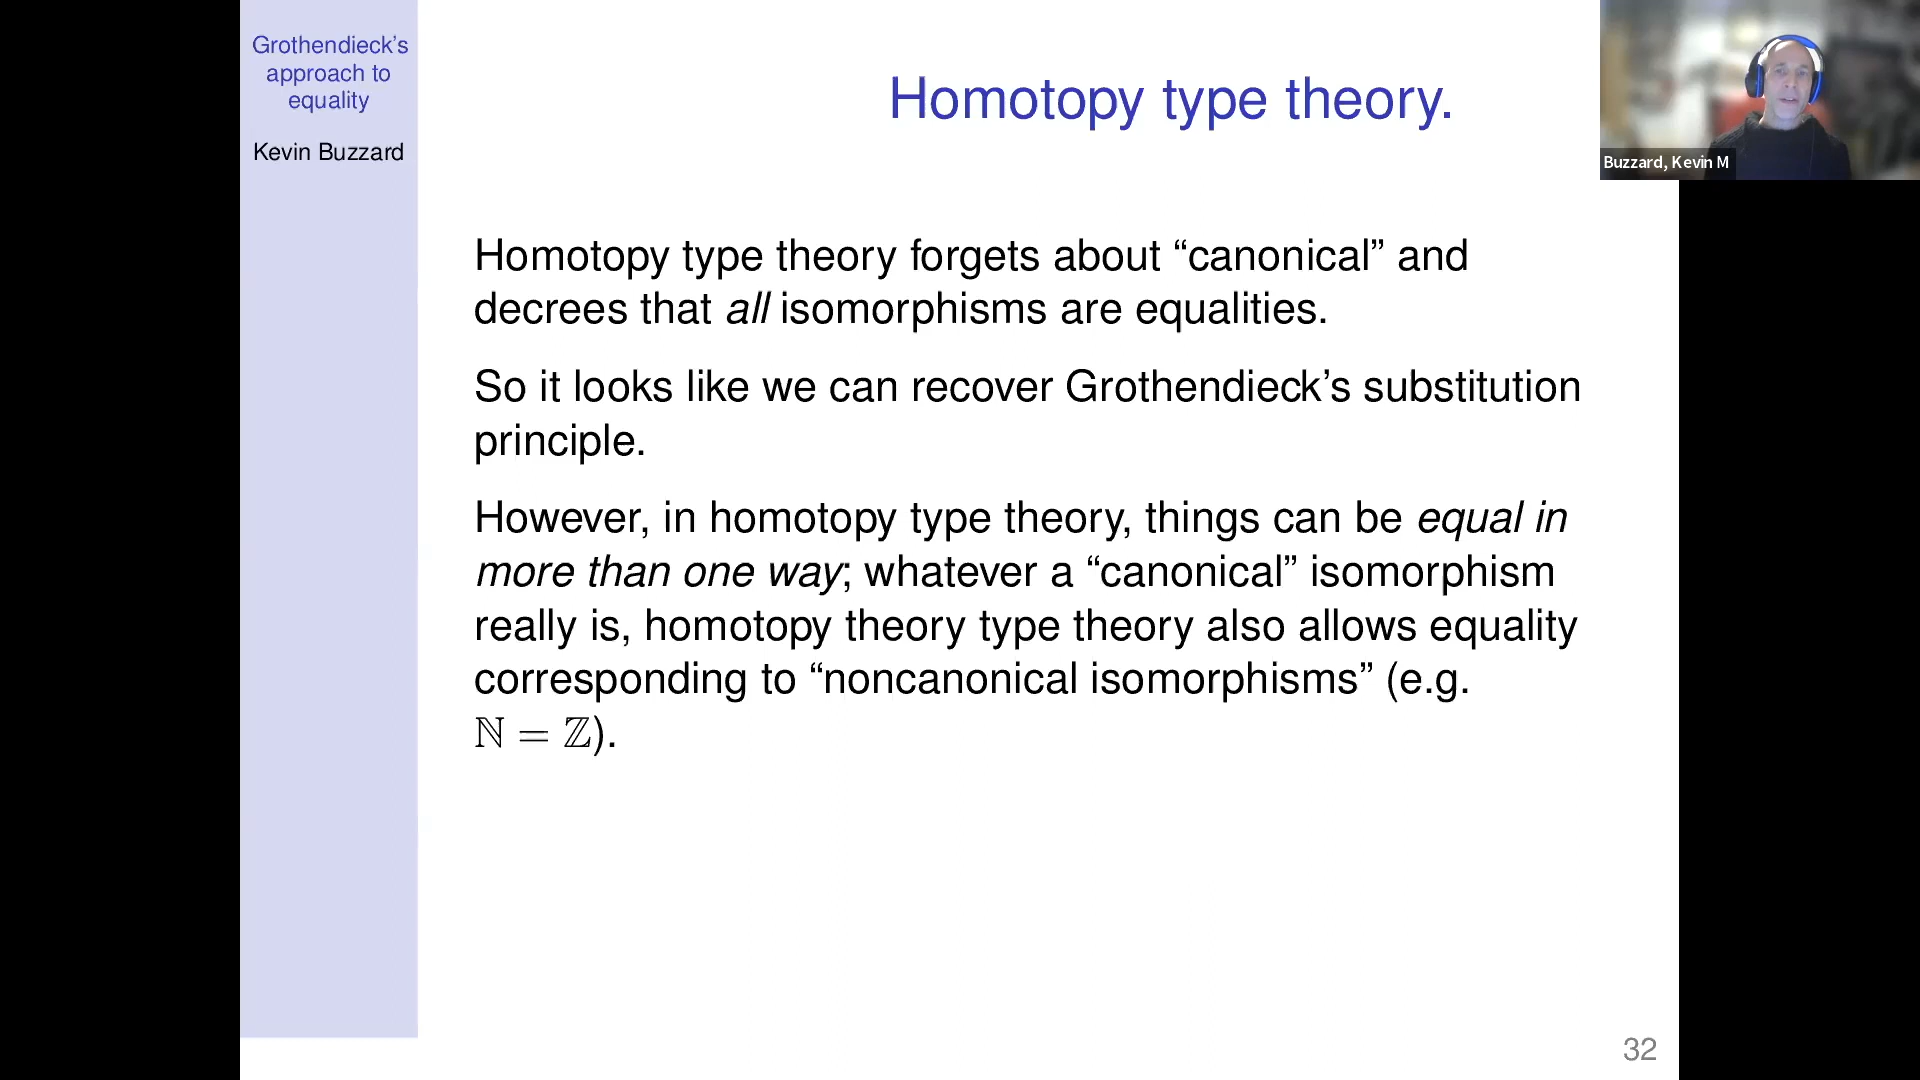 Grothendieck’s
approach to
equality
Kevin Buzzard
Homotopy type theory.
Buzzard, Kevin M
Homotopy type theory forgets about “canonical” and
decrees that all isomorphisms are equalities.
So it looks like we can recover Grothendieck’s substitution
principle.
However, in homotopy type theory, things can be equal in
more than one way; whatever a “canonical” isomorphism
really is, homotopy theory type theory also allows equality
corresponding to “noncanonical isomorphisms” (e.g.
ℕ = ℤ).
32